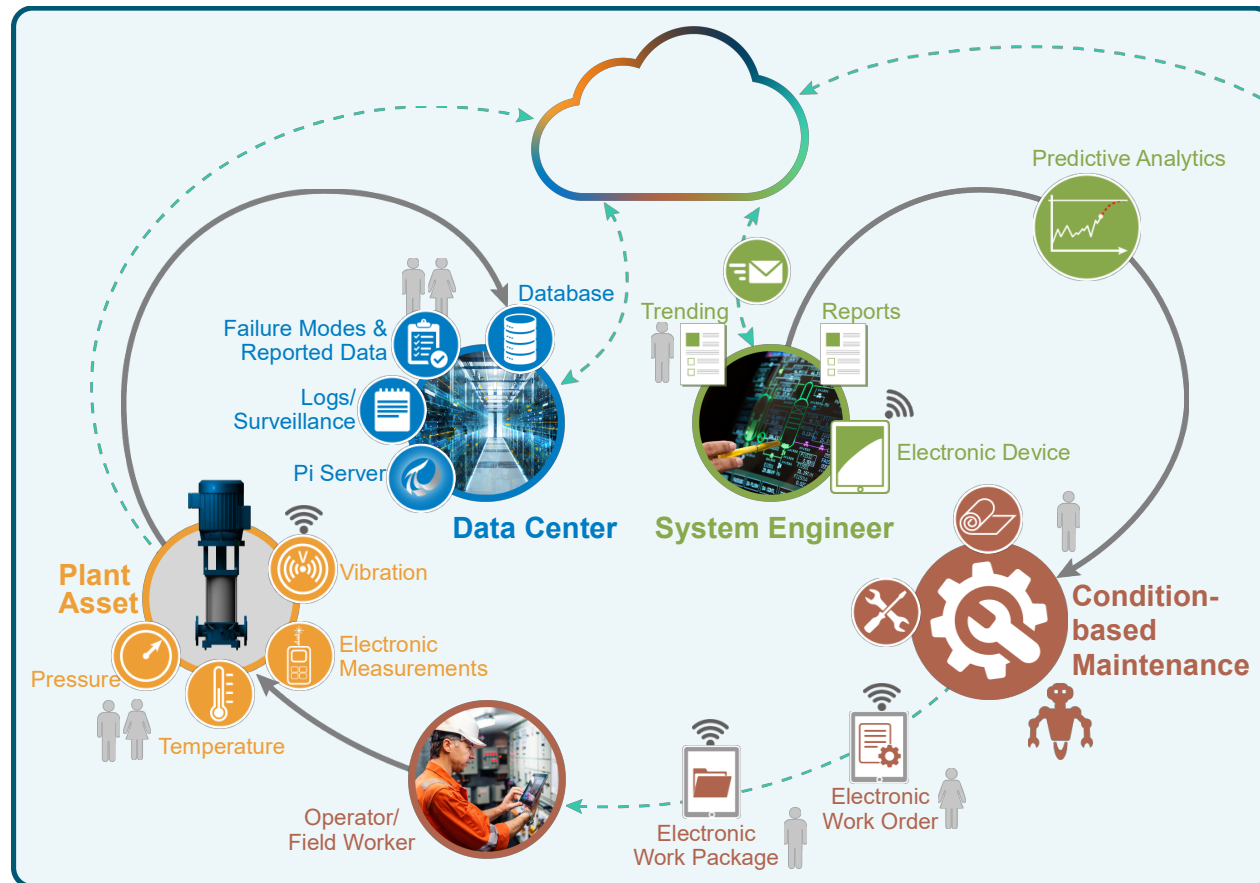 Predictive Analytics
Database
Failure Modes &
Reported Data
Logs/
Surveillance
Pi Server
Data Center
Trending
Reports
Electronic Device
System Engineer
Plant
Asset
V
Vibration
Electronic
Measurements
Pressure
Temperature
Condition-
based
Maintenance
Operator/
Field Worker
Electronic
Work Package
Electronic
Work Order